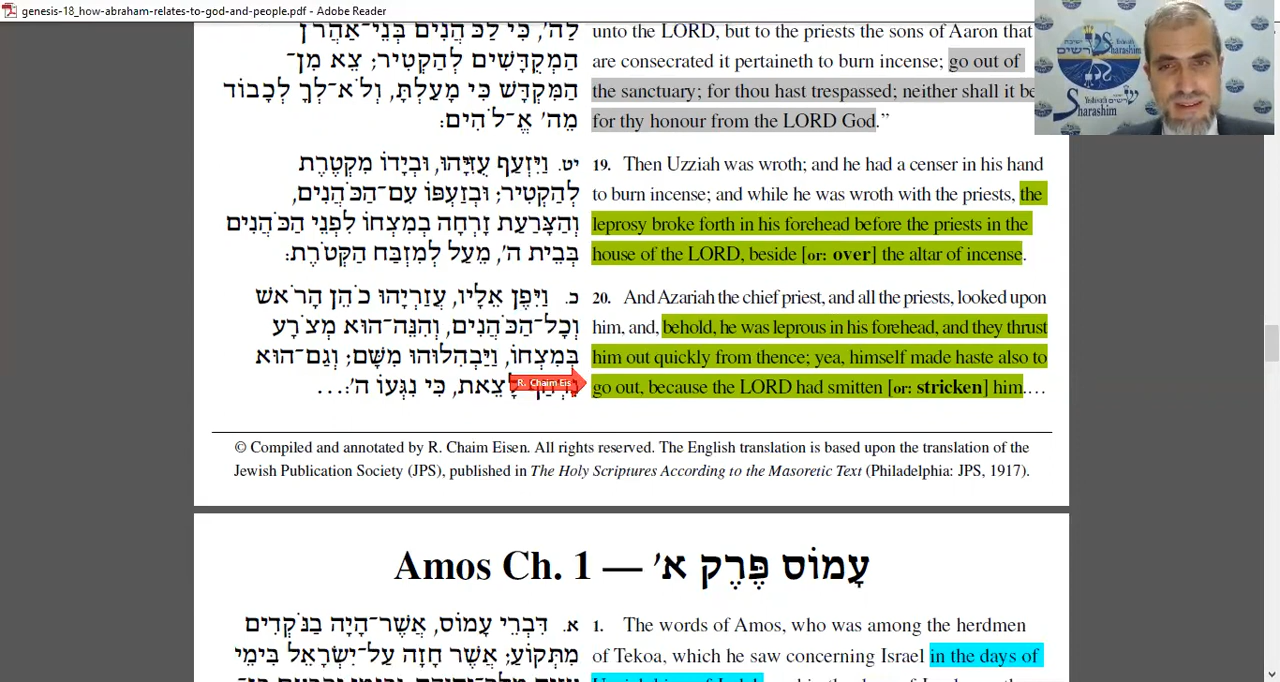 genesis-18_how-abraham-relates-to-god-and-people.pdf - Adobe Reader
לַה׳, כִּי לַכֹּהֲנִים בְּנֵי־אַהֲרֹן
הַמְקֻדָּשִׁים לְהַקְטִיר; צֵא מִן־
הַמִּקְדָּשׁ כִּי מָעַלְתָּ, וְלֹא־לְךָ לְכָבוֹד
מֵה׳ אֱ־לֹהִים:
unto the LORD, but to the priests the sons of Aaron that
are consecrated it pertaineth to burn incense; go out of
the sanctuary; for thou hast trespassed; neither shall it be
for thy honour from the LORD God.”
יט. וַיִּזְעַף עֻזִּיָּהוּ, וּבְיָדוֹ מִקְטֶרֶת
לְהַקְטִיר; וּבְזַעְפּוֹ עִם־הַכֹּהֲנִים,
וְהַצָּרַעַת זָרְחָה בְמִצְחוֹ לִפְנֵי הַכֹּהֲנִים
בְּבֵית ה׳, מֵעַל לְמִזְבַּח הַקְּטֹרֶת:
19. Then Uzziah was wroth; and he had a censer in his hand
to burn incense; and while he was wroth with the priests, the
leprosy broke forth in his forehead before the priests in the
house of the LORD, beside [or: over] the altar of incense.
כ. וַיִּפֶן אֵלָיו, עֲזַרְיָהוּ כֹהֵן הָרֹאשׁ
וְכָל־הַכֹּהֲנִים, וְהִנֵּה־הוּא מְצֹרָע
בְּמִצְחוֹ, וַיַּבְהִלוּהוּ מִשָּׁם; וְגַם־הוּא
לָצֵאת, כִּי נִגְּעוֹ ה׳:...
20. And Azariah the chief priest, and all the priests, looked upon
him, and, behold, he was leprous in his forehead, and they thrust
him out quickly from thence; yea, himself made haste also to
go out, because the LORD had smitten [or: stricken] him....
R. Chaim Eis
© Compiled and annotated by R. Chaim Eisen. All rights reserved. The English translation is based upon the translation of the
Jewish Publication Society (JPS), published in The Holy Scriptures According to the Masoretic Text (Philadelphia: JPS, 1917).
Amos Ch. 1 — עָמוֹס פֶּרֶק א׳
א. דִּבְרֵי עָמוֹס, אֲשֶׁר־הָיָה בַנֹּקְדִים
מִתְּקוֹעַ; אֲשֶׁר חָזָה עַל־יִשְׂרָאֵל בִּימֵי
1. The words of Amos, who was among the herdmen
of Tekoa, which he saw concerning Israel in the days of
Yeshivath
Sharashim
שרשים